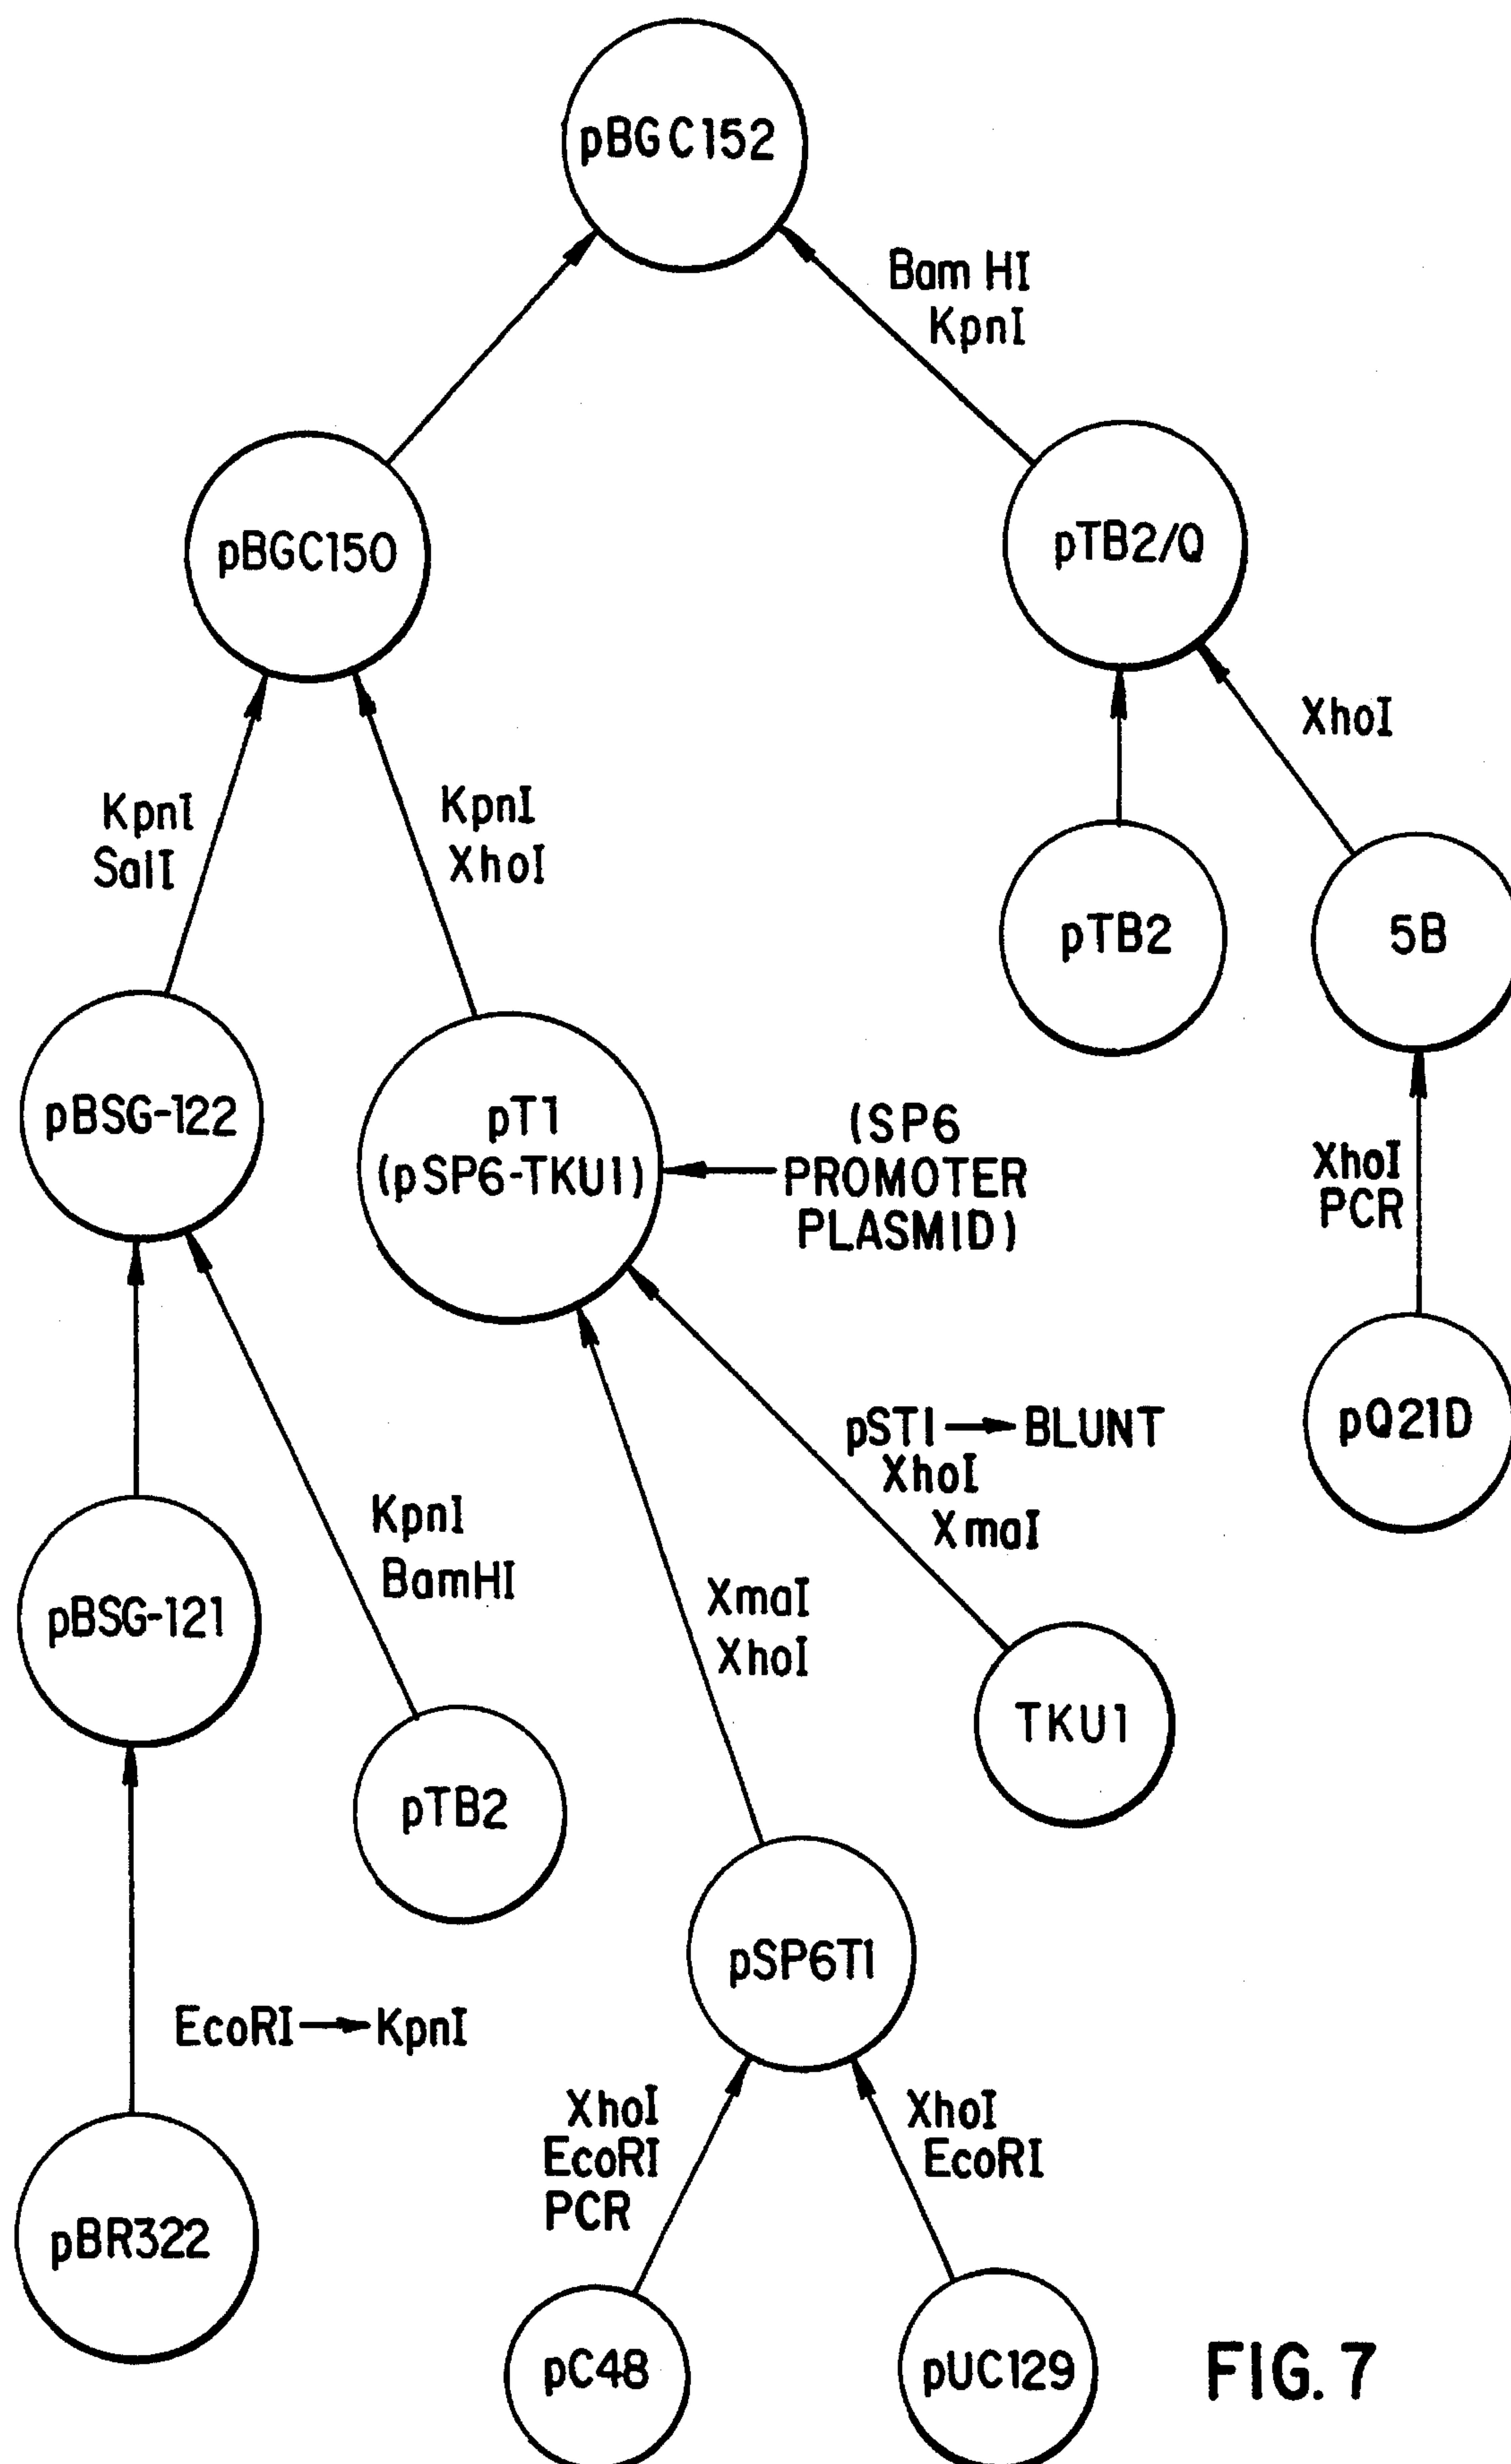 pBGC152
Bam HI
KpnI
pBGC150
pTB2/Q
XhoI
KpnI
SalI
KpnI
XhoI
pTB2
5B
pBSG-122
pT1
(pSP6-TKU1)
(SP6
PROMOTER
PLASMID)
XhoI
PCR
pSTI → BLUNT
XhoI
XmaI
pQ21D
KpnI
BamHI
pBSG-121
XmaI
XhoI
TKU1
pTB2
pSP6T1
EcoRI → KpnI
XhoI
EcoRI
PCR
XhoI
EcoRI
pBR322
pC48
pUC129
FIG. 7